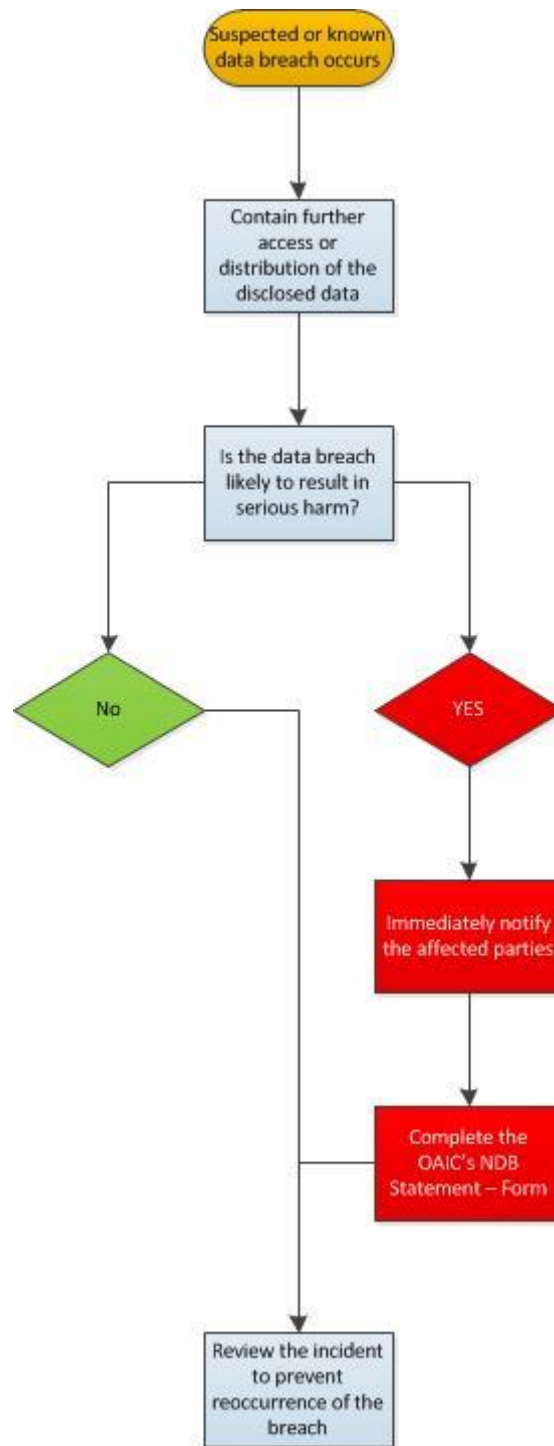 Suspected or known
data breach occurs
Contain further
access or
distribution of the
disclosed data
Is the data breach
likely to result in
serious harm?
No
YES
Immediately notify
the affected parties
Complete the
OAIC's NDB
Statement – Form
Review the incident
to prevent
reoccurrence of the
breach